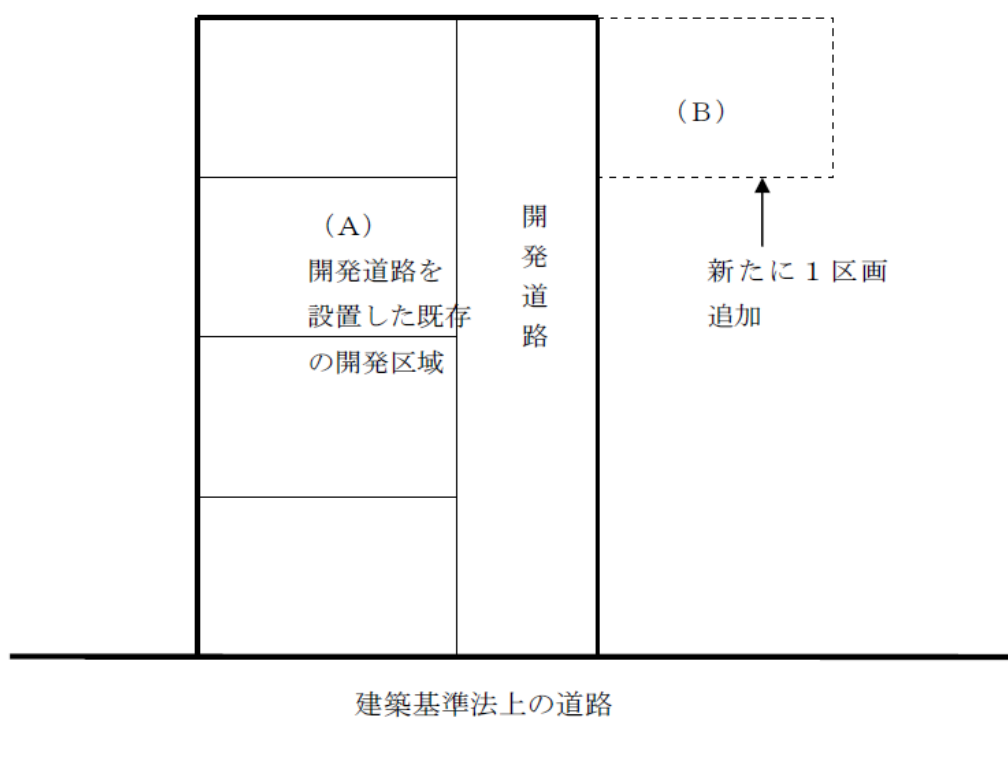 （Ｂ）
（Ａ）
開発道路を
設置した既存
の開発区域
開発道路
新たに１区画
追加
建築基準法上の道路